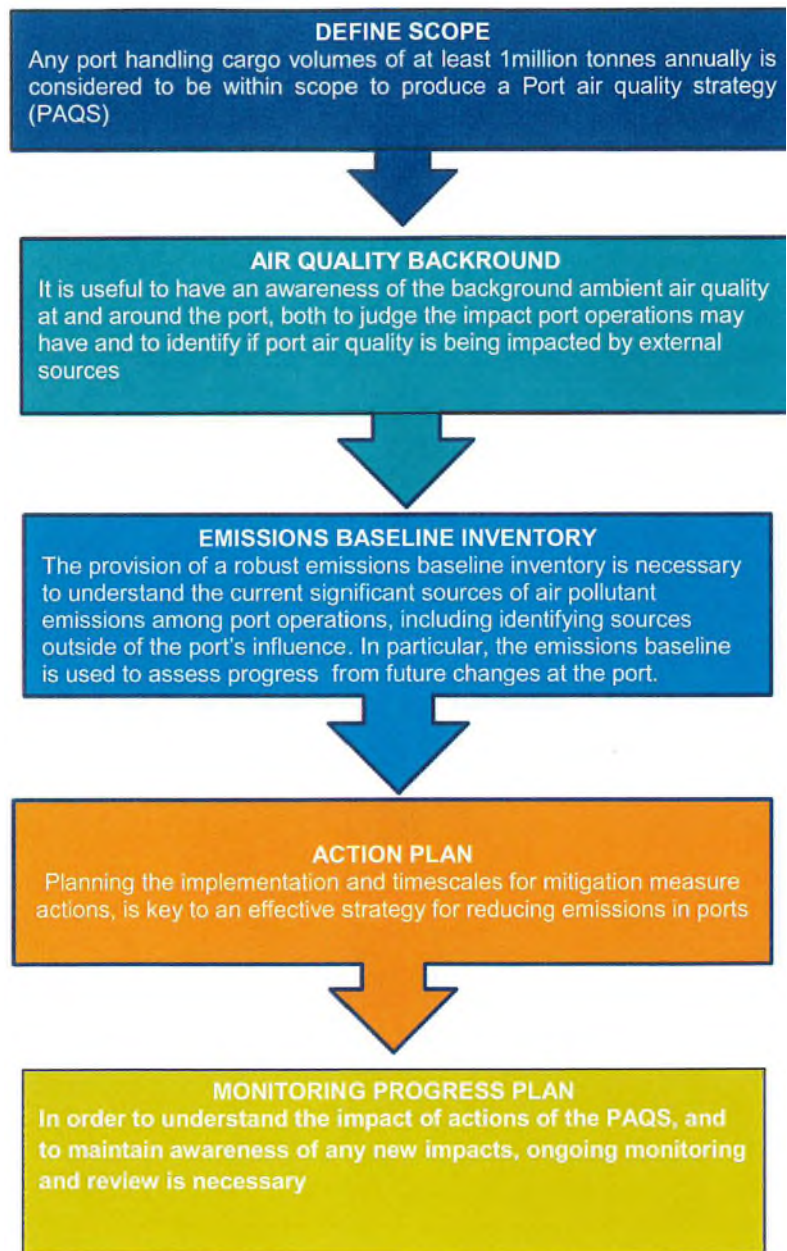 DEFINE SCOPE
Any port handling cargo volumes of at least 1million tonnes annually is
considered to be within scope to produce a Port air quality strategy
(PAQS)
AIR QUALITY BACKROUND
It is useful to have an awareness of the background ambient air quality
at and around the port, both to judge the impact port operations may
have and to identify if port air quality is being impacted by external
sources
EMISSIONS BASELINE INVENTORY
The provision of a robust emissions baseline inventory is necessary
to understand the current significant sources of air pollutant
emissions among port operations, including identifying sources
outside of the port's influence. In particular, the emissions baseline
is used to assess progress from future changes at the port.
ACTION PLAN
Planning the implementation and timescales for mitigation measure
actions, is key to an effective strategy for reducing emissions in ports
MONITORING PROGRESS PLAN
In order to understand the impact of actions of the PAQS, and
to maintain awareness of any new impacts, ongoing monitoring
and review is necessary